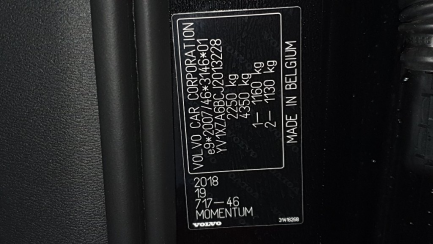 VOLVO CAR CORPORATION
e9*2007/46*3146*01
YV1XZA6BCJ2013228
2250 kg
4350 kg
1– 1160 kg
2– 1130 kg
MADE IN BELGIUM
2018
19
717–46
MOMENTUM
VOLVO